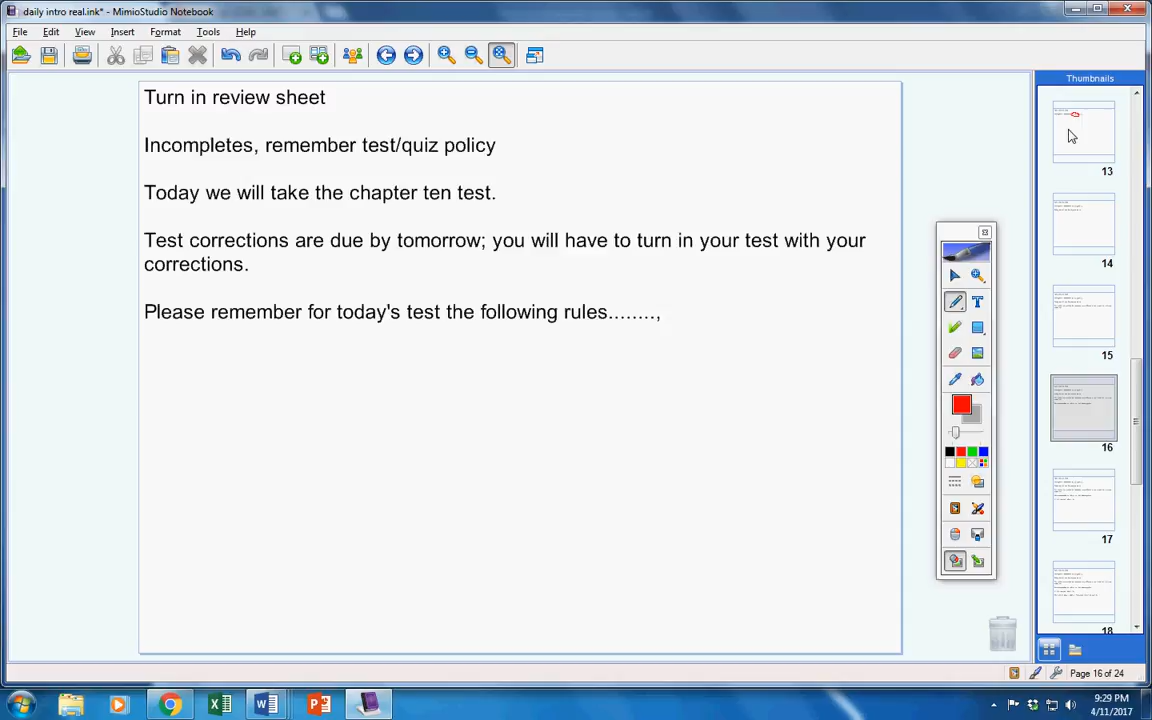 daily intro real.ink* - MimioStudio Notebook
File Edit View Insert Format Tools Help
Thumbnails
Turn in review sheet
Incompletes, remember test/quiz policy
Today we will take the chapter ten test.
Test corrections are due by tomorrow; you will have to turn in your test with your
corrections.
Please remember for today's test the following rules........,
13
14
15
16
17
18
Page 16 of 24
9:29 PM
4/11/2017